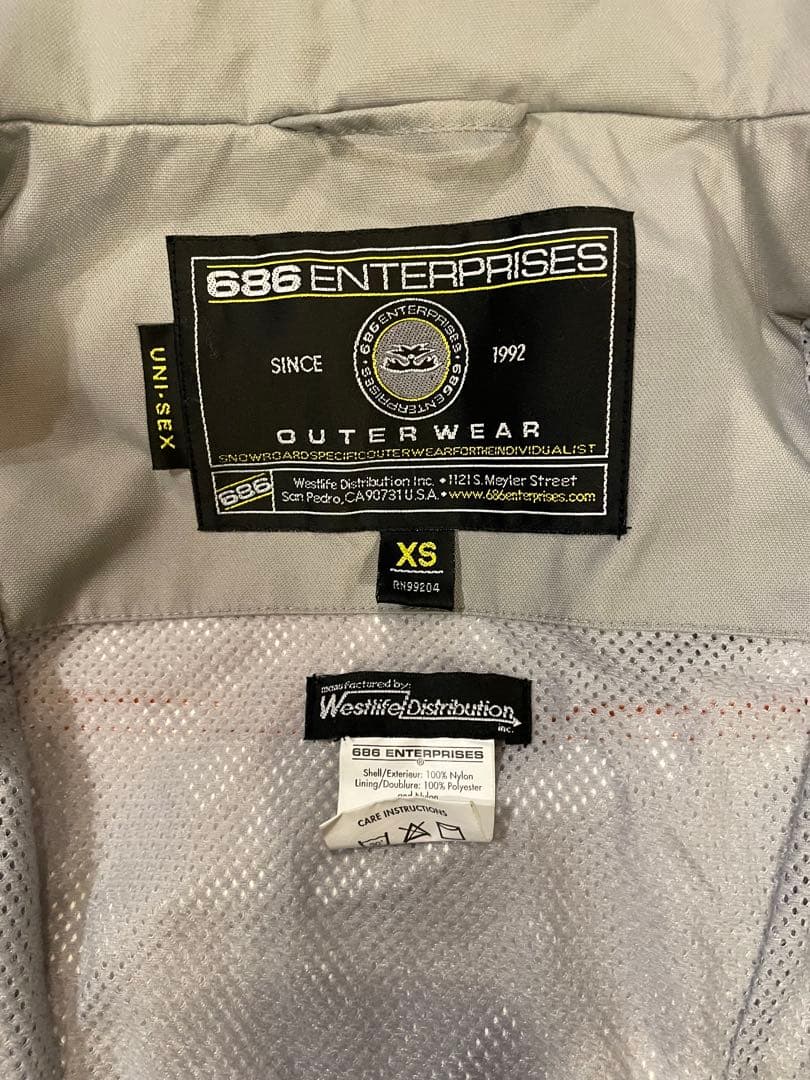 686 ENTERPRISES
686 ENTERPRISES • 686 ENTERPRISES •
SINCE
1992
UNI•SEX
OUTERWEAR
SNOWBOARDSPECIFICOUTERWEARFORTHEINDIVIDUALIST
686
Westlife Distribution Inc. • 1121 S. Meyler Street
San Pedro, CA 90731 U.S.A. • www.686enterprises.com
XS
RN99204
manufactured by:
Westlife Distribution
inc.
686 ENTERPRISES
®
Shell/Exterieur: 100% Nylon
Lining/Doublure: 100% Polyester
and Nylon
CARE INSTRUCTIONS